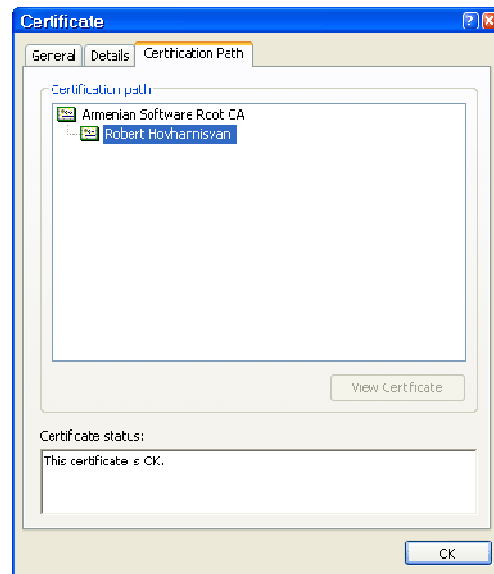 Certificate
General Details Certification Path
Certification path
Armenian Software Root CA
Robert Hovhannisyan
View Certificate
Certificate status:
This certificate is OK.
OK